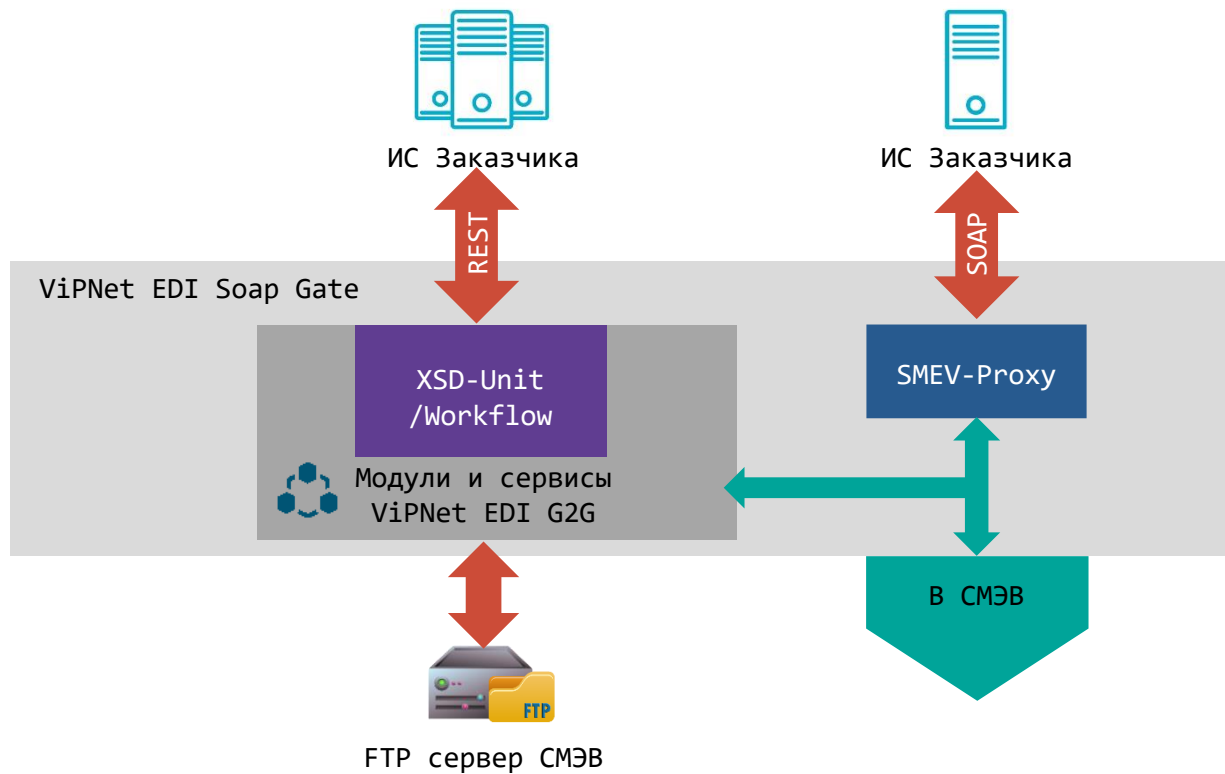 ИС Заказчика
ИС Заказчика
REST
SOAP
ViPNet EDI Soap Gate
XSD-Unit
/Workflow
SMEV-Proxy
Модули и сервисы
ViPNet EDI G2G
В СМЭВ
FTP
FTP сервер СМЭВ